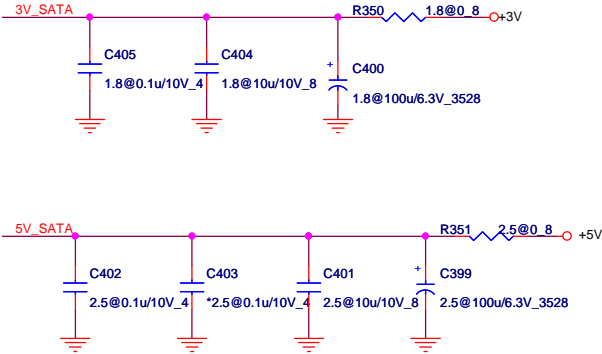 3V_SATA
R350
1.8@0_8
+3V
C405
1.8@0.1u/10V_4
C404
1.8@10u/10V_8
+
C400
1.8@100u/6.3V_3528
5V_SATA
R351
2.5@0_8
+5V
C402
2.5@0.1u/10V_4
C403
*2.5@0.1u/10V_4
C401
2.5@10u/10V_8
+
C399
2.5@100u/6.3V_3528